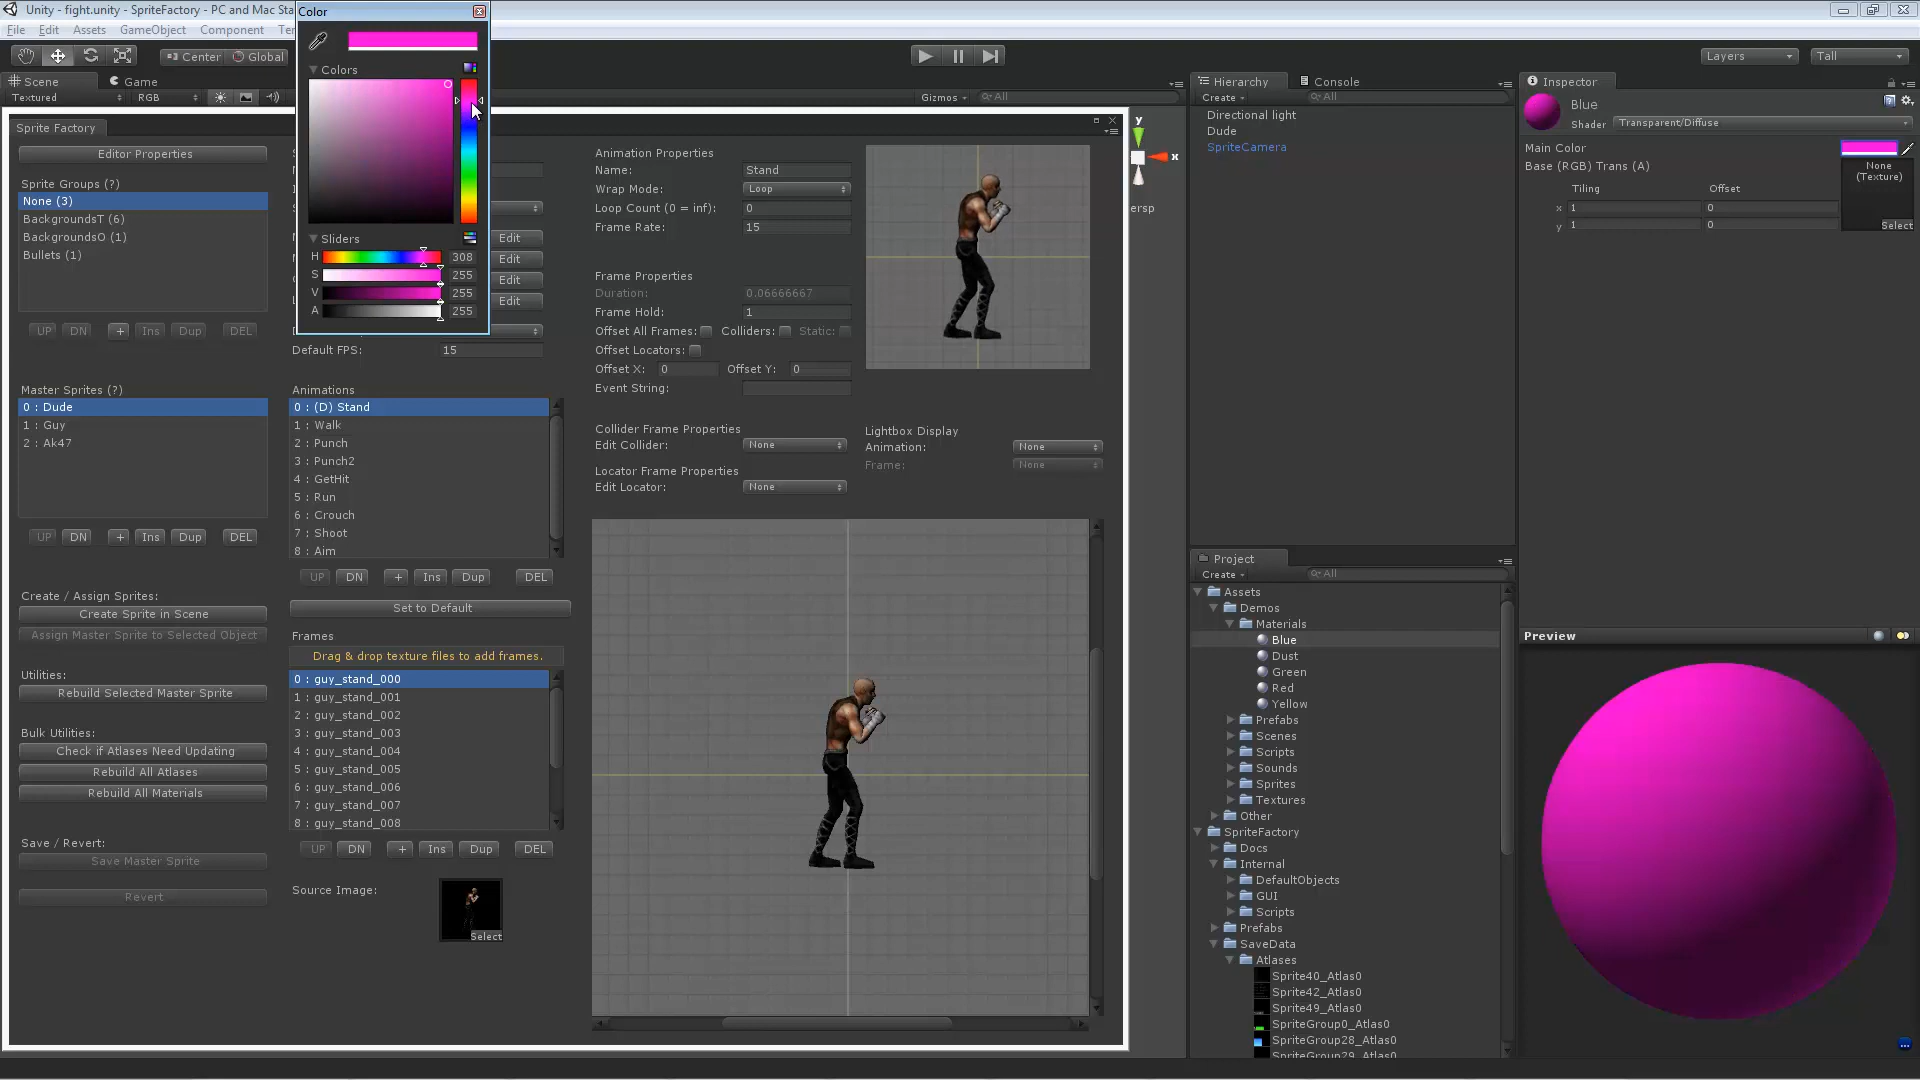 Unity - fight.unity - SpriteFactory - PC and Mac Sta
File Edit Assets GameObject Component Ter
Center Global
Layers Tall
Scene Game
Textured RGB Gizmos All
Color
Colors
Sliders
H 308
S 255
V 255
A 255
Sprite Factory
Editor Properties
Sprite Groups (?)
None (3)
BackgroundsT (6)
BackgroundsO (1)
Bullets (1)
UP DN + Ins Dup DEL
Master Sprites (?)
0 : Dude
1 : Guy
2 : Ak47
UP DN + Ins Dup DEL
Create / Assign Sprites:
Create Sprite in Scene
Assign Master Sprite to Selected Object
Utilities:
Rebuild Selected Master Sprite
Bulk Utilities:
Check if Atlases Need Updating
Rebuild All Atlases
Rebuild All Materials
Save / Revert:
Save Master Sprite
Revert
Edit
Edit
Edit
Edit
Default FPS: 15
Animations
0 : (D) Stand
1 : Walk
2 : Punch
3 : Punch2
4 : GetHit
5 : Run
6 : Crouch
7 : Shoot
8 : Aim
UP DN + Ins Dup DEL
Set to Default
Frames
Drag & drop texture files to add frames.
0 : guy_stand_000
1 : guy_stand_001
2 : guy_stand_002
3 : guy_stand_003
4 : guy_stand_004
5 : guy_stand_005
6 : guy_stand_006
7 : guy_stand_007
8 : guy_stand_008
UP DN + Ins Dup DEL
Source Image:
Select
Animation Properties
Name: Stand
Wrap Mode: Loop
Loop Count (0 = inf): 0
Frame Rate: 15
Frame Properties
Duration: 0.06666667
Frame Hold: 1
Offset All Frames: Colliders: Static:
Offset Locators:
Offset X: 0 Offset Y: 0
Event String:
Collider Frame Properties
Edit Collider: None
Locator Frame Properties
Edit Locator: None
Lightbox Display
Animation: None
Frame: None
y
x
ersp
Hierarchy Console
Create All
Directional light
Dude
SpriteCamera
Project
Create All
Assets
Demos
Materials
Blue
Dust
Green
Red
Yellow
Prefabs
Scenes
Scripts
Sounds
Sprites
Textures
Other
SpriteFactory
Docs
Internal
DefaultObjects
GUI
Scripts
Prefabs
SaveData
Atlases
Sprite40_Atlas0
Sprite42_Atlas0
Sprite49_Atlas0
SpriteGroup0_Atlas0
SpriteGroup28_Atlas0
SpriteGroup29_Atlas0
Inspector
Blue
Shader Transparent/Diffuse
Main Color
Base (RGB) Trans (A)
None
(Texture)
Tiling Offset
x 1 0
y 1 0
Select
Preview